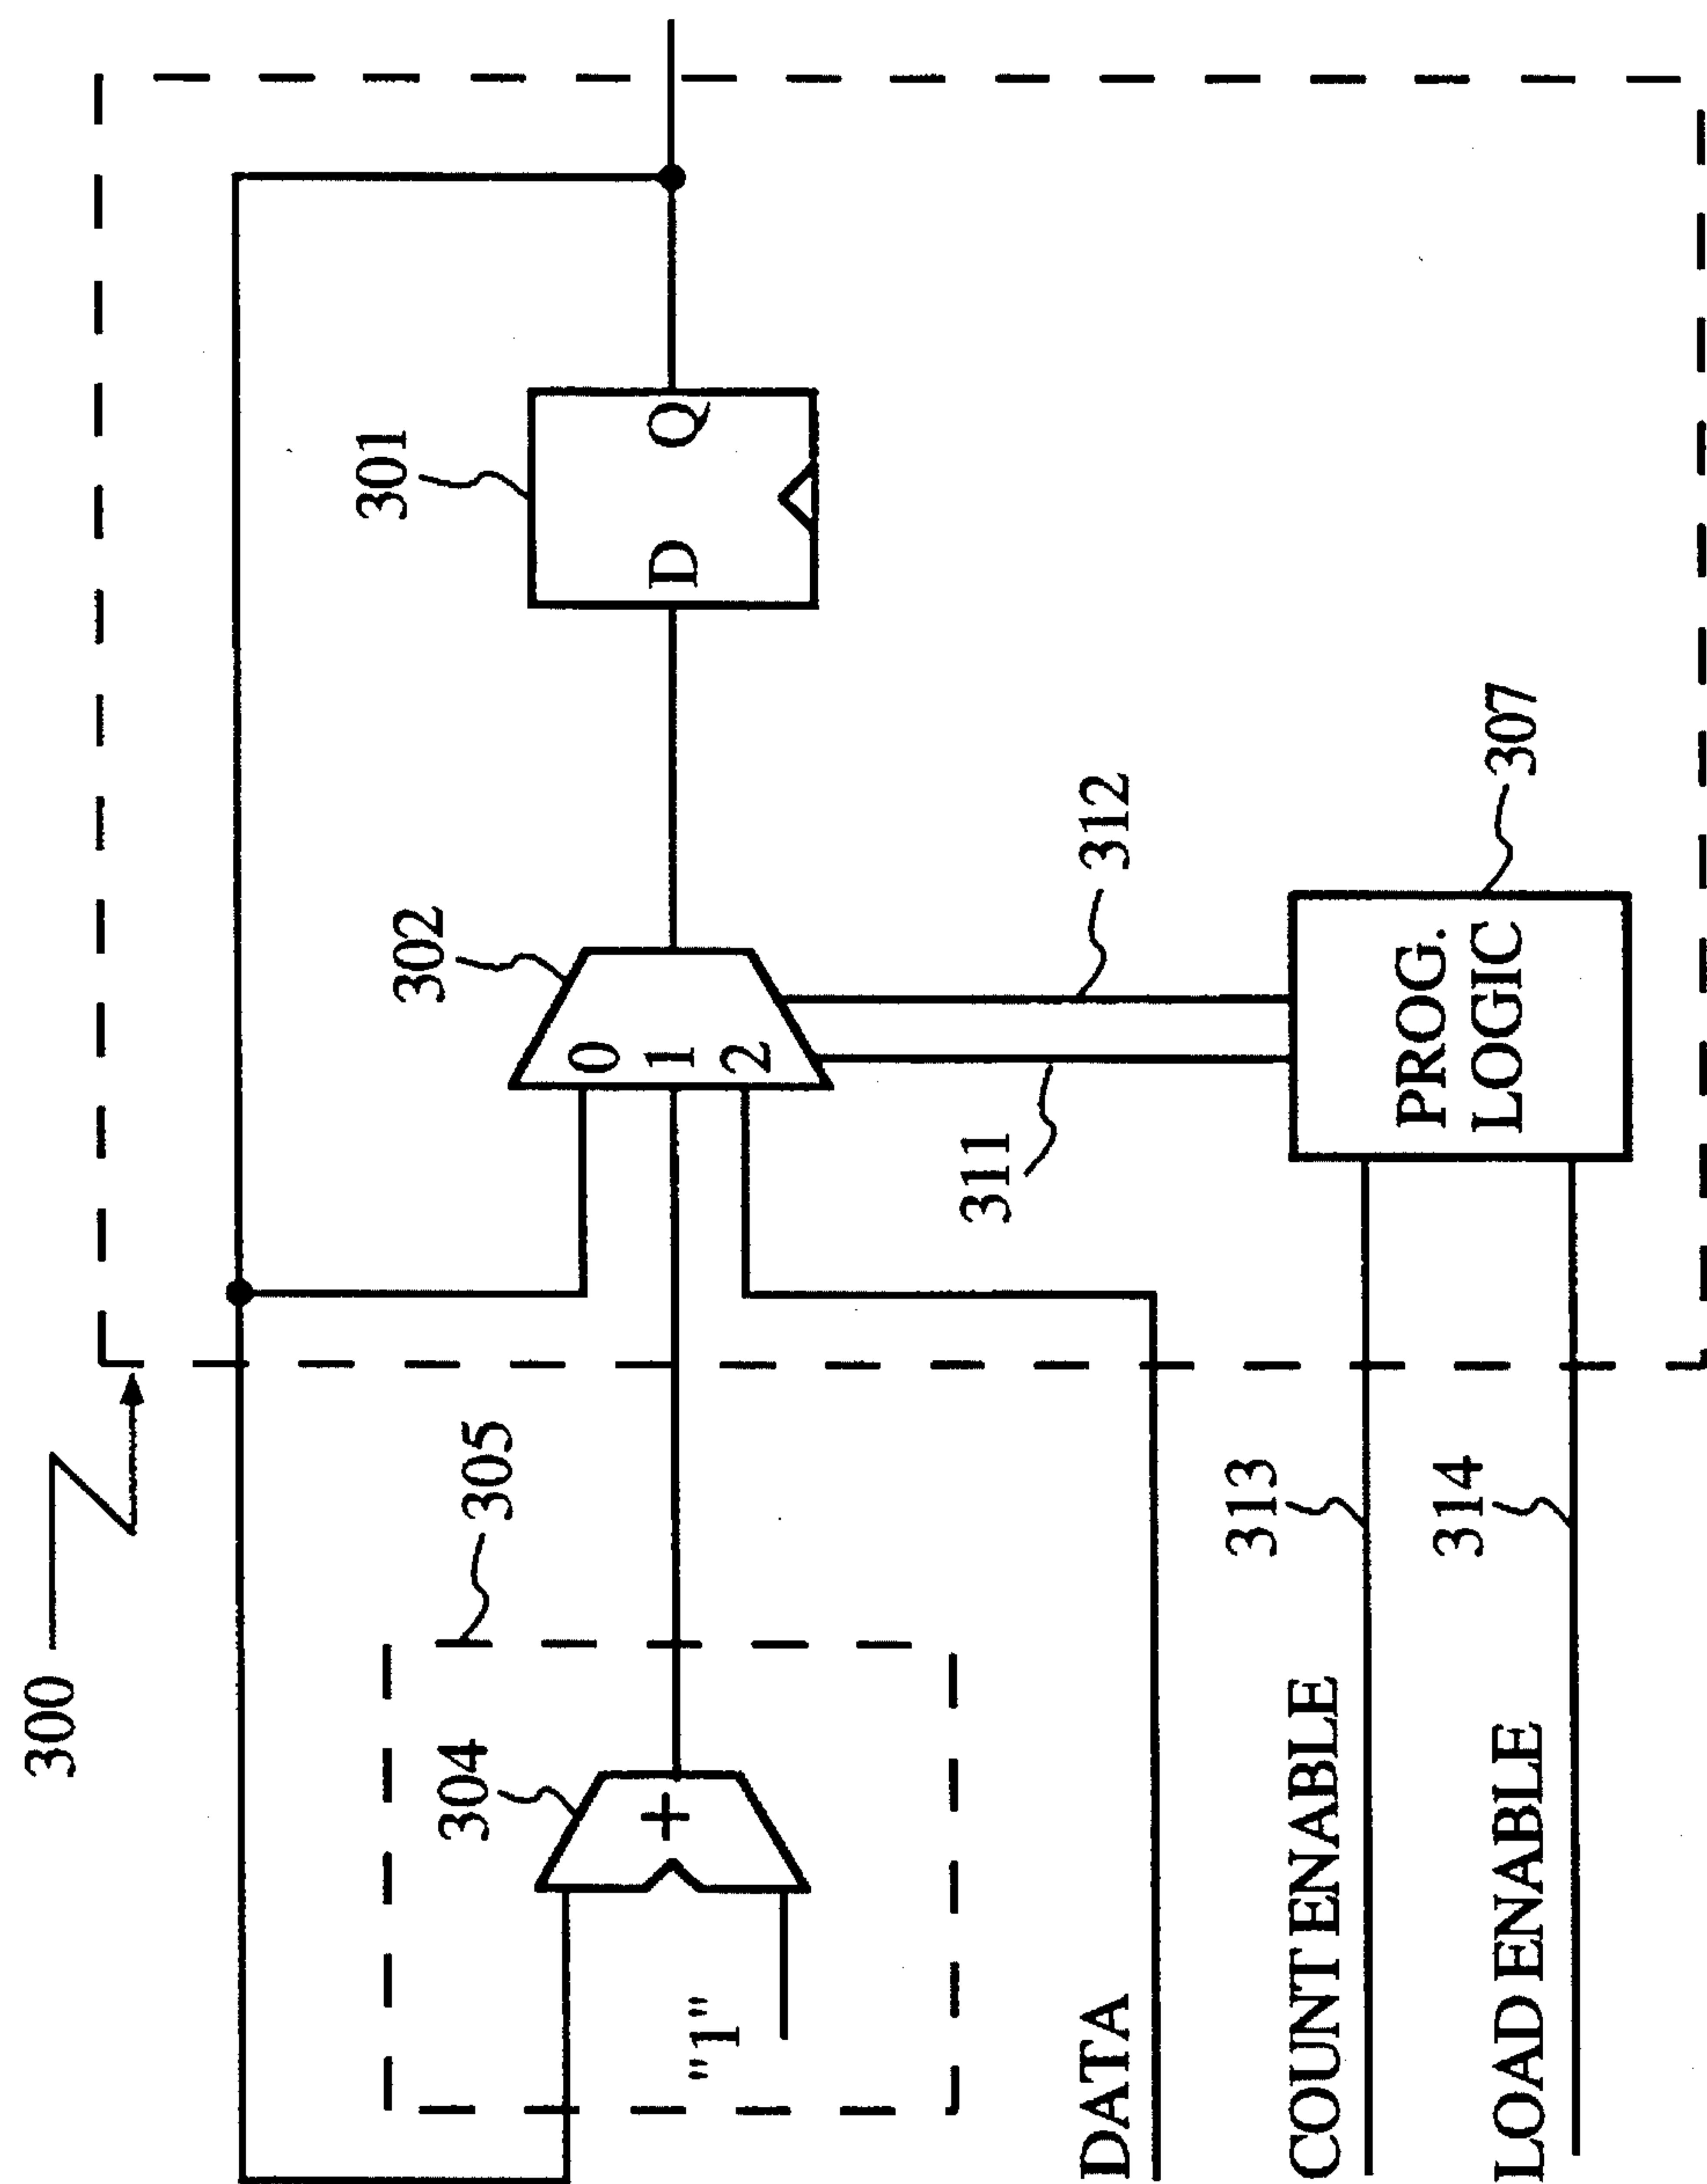 300
305
304
+
"1"
302
0
1
2
301
D
Q
311
312
DATA
313
COUNT ENABLE
314
LOAD ENABLE
PROG.
LOGIC
307